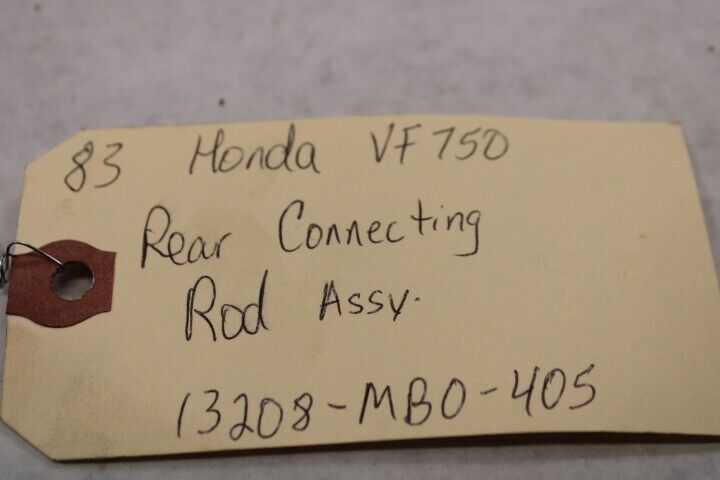 83 Honda VF750
Rear Connecting
Rod Assy.
13208-MB0-405